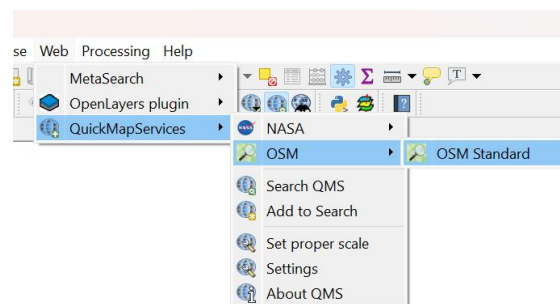 se Web Processing Help
MetaSearch
OpenLayers plugin
QuickMapServices
NASA
OSM
OSM Standard
Search QMS
Add to Search
Set proper scale
Settings
About QMS